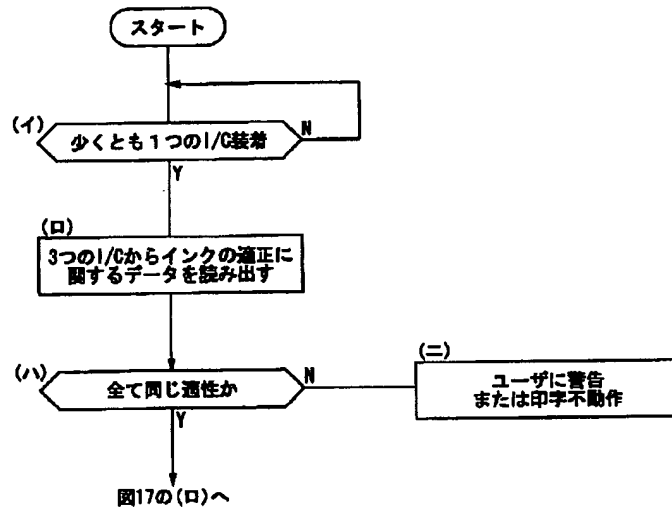 スタート
(イ)
少くとも1つのI/C装着
N
Y
(ロ)
3つのI/Cからインクの適正に
関するデータを読み出す
(ハ)
全て同じ適性か
N
(ニ)
ユーザに警告
または印字不動作
Y
図17の(ロ)へ